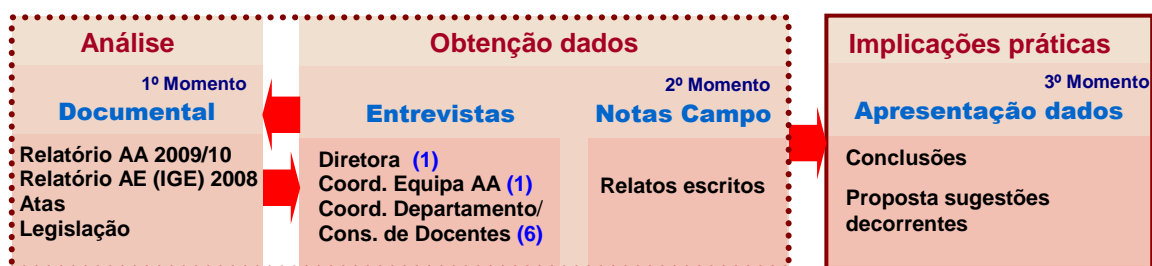 Análise
1º Momento
Documental
Relatório AA 2009/10
Relatório AE (IGE) 2008
Atas
Legislação
Obtenção dados
2º Momento
Entrevistas
Notas Campo
Diretora (1)
Coord. Equipa AA (1)
Coord. Departamento/
Cons. de Docentes (6)
Relatos escritos
Implicações práticas
3º Momento
Apresentação dados
Conclusões
Proposta sugestões
decorrentes